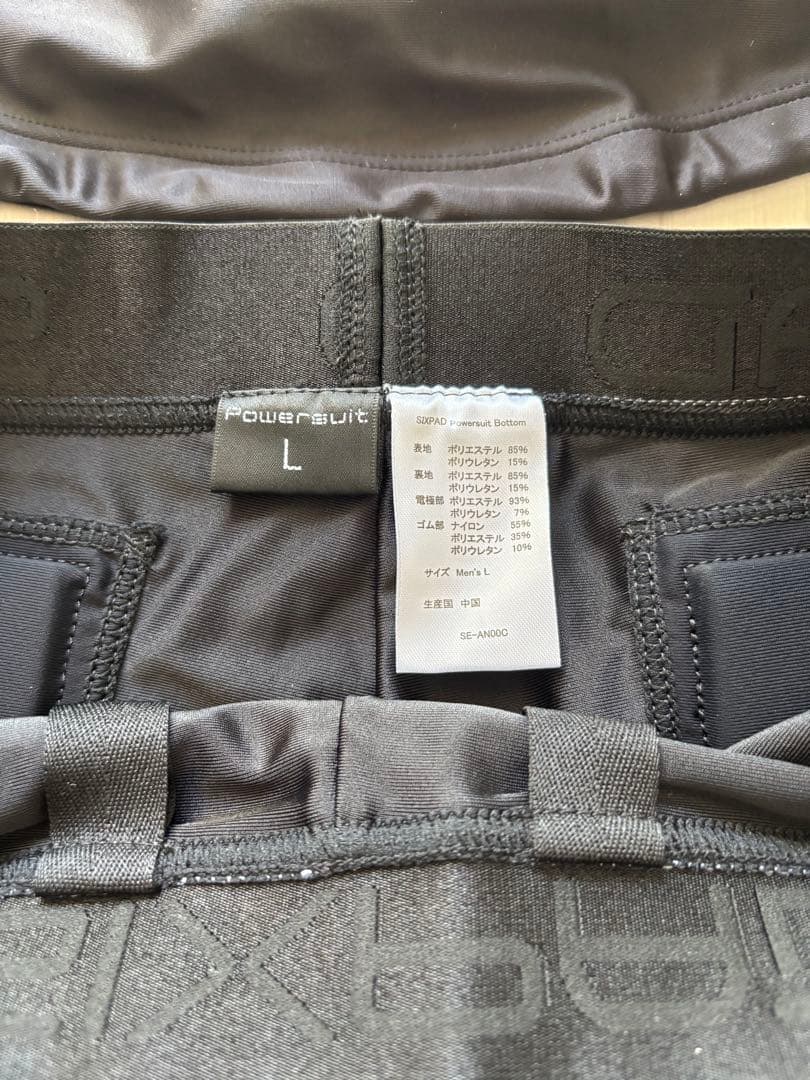 Powersuit
L
SIXPAD Powersuit Bottom
表地 ポリエステル 85%
ポリウレタン 15%
裏地 ポリエステル 85%
ポリウレタン 15%
電極部 ポリエステル 93%
ポリウレタン 7%
ゴム部 ナイロン 55%
ポリエステル 35%
ポリウレタン 10%
サイズ Men's L
生産国 中国
SE-AN00C